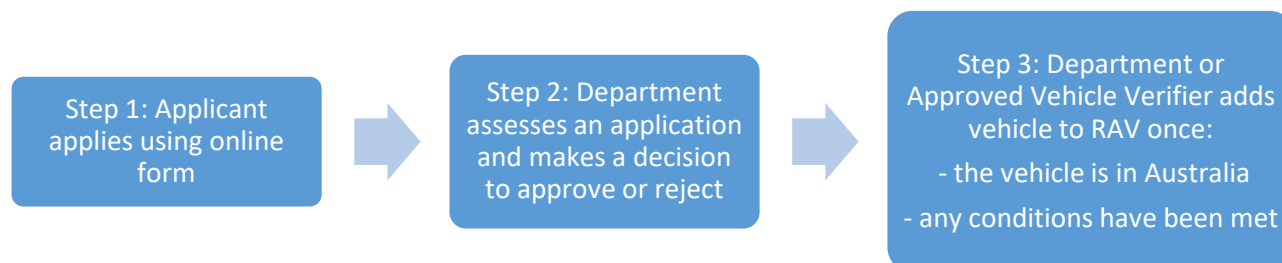 Step 1: Applicant
applies using online
form
Step 2: Department
assesses an application
and makes a decision
to approve or reject
Step 3: Department or
Approved Vehicle Verifier adds
vehicle to RAV once:
- the vehicle is in Australia
- any conditions have been met